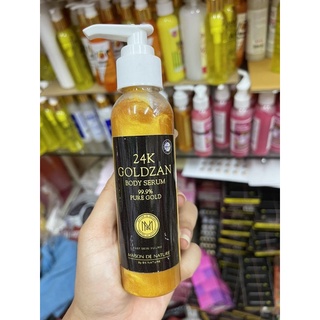 24K
GOLDZAN
BODY SERUM
99.9%
PURE GOLD
MAISON DE NATURE